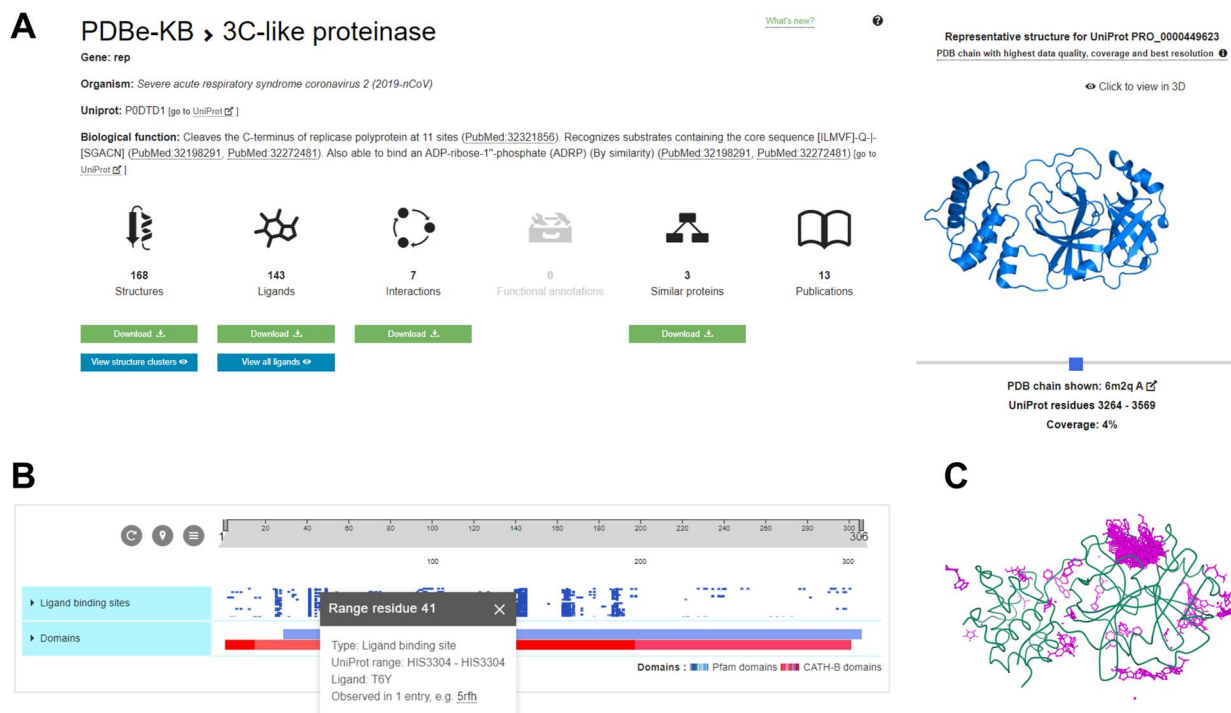 A
PDBe-KB › 3C-like proteinase
What's new?
?
Gene: rep
Organism: Severe acute respiratory syndrome coronavirus 2 (2019-nCoV)
Uniprot: P0DTD1 [go to UniProt ]
Biological function: Cleaves the C-terminus of replicase polyprotein at 11 sites (PubMed:32321856). Recognizes substrates containing the core sequence [ILMVF]-Q-|-
[SGACN] (PubMed:32198291, PubMed:32272481). Also able to bind an ADP-ribose-1''-phosphate (ADRP) (By similarity) (PubMed:32198291, PubMed:32272481) [go to
UniProt ]
168 143 7 0 3 13
Structures Ligands Interactions Functional annotations Similar proteins Publications
Download Download Download Download
View structure clusters View all ligands
Representative structure for UniProt PRO_0000449623
PDB chain with highest data quality, coverage and best resolution
Click to view in 3D
PDB chain shown: 6m2q A
UniProt residues 3264 - 3569
Coverage: 4%
B
20 40 60 80 100 120 140 160 180 200 220 240 260 280 300
1 306
100 200 300
Ligand binding sites
Domains
Range residue 41 ×
Type: Ligand binding site
UniProt range: HIS3304 - HIS3304
Ligand: T6Y
Observed in 1 entry, e.g. 5rfh
Domains : Pfam domains CATH-B domains
C